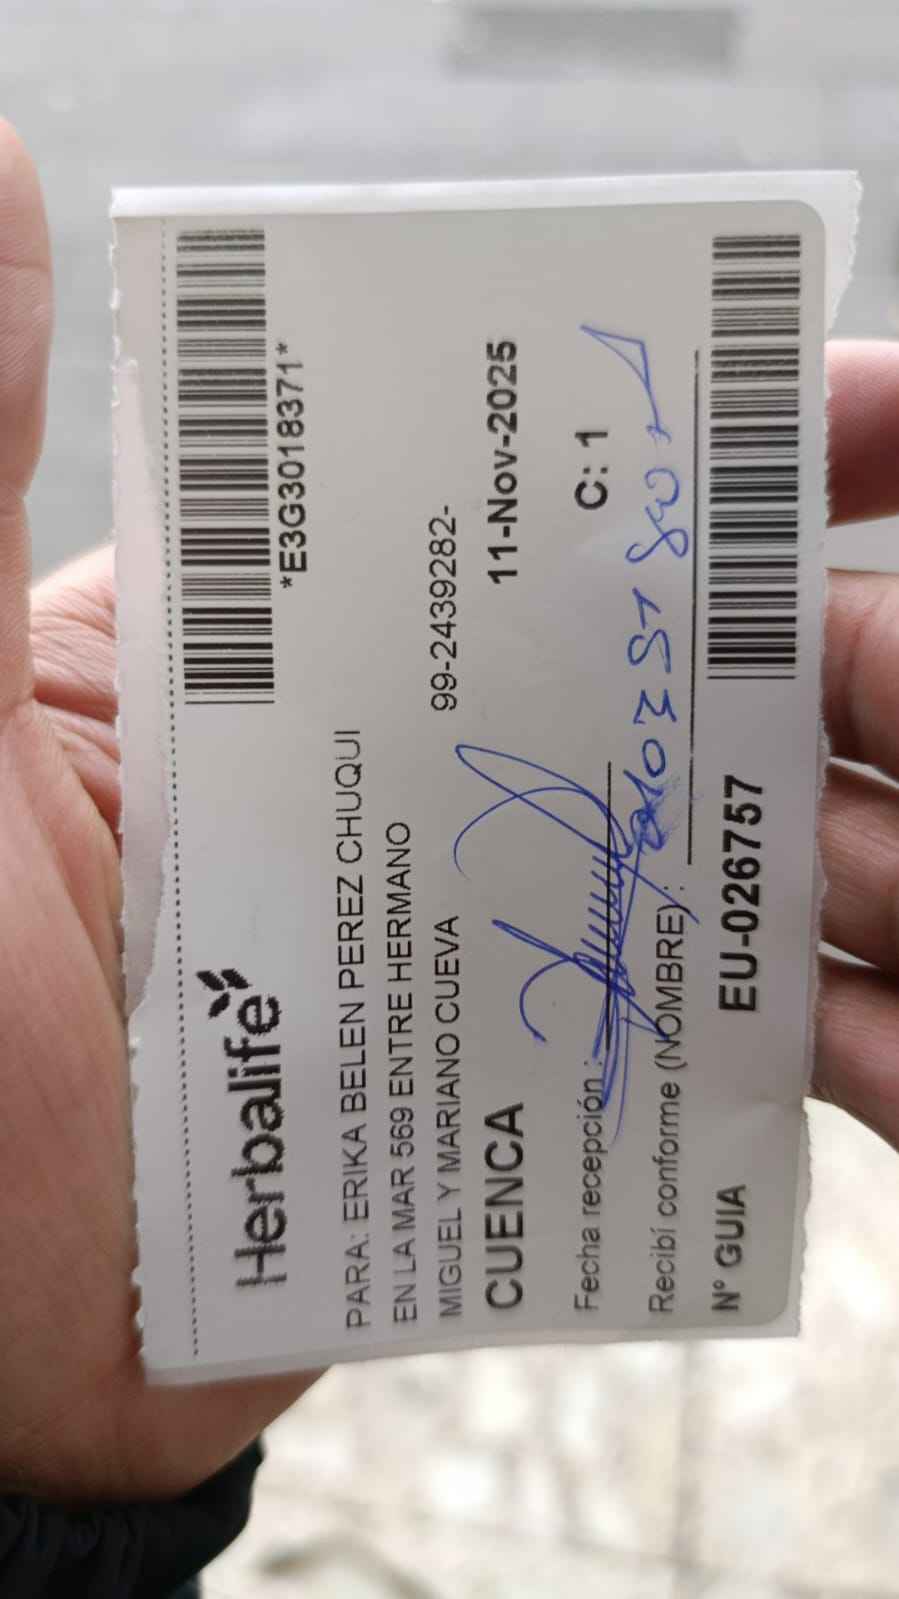 Herbalife
*E3G3018371*
PARA: ERIKA BELEN PEREZ CHUQUI
EN LA MAR 569 ENTRE HERMANO
MIGUEL Y MARIANO CUEVA 99-2439282-
CUENCA 11-Nov-2025
Fecha recepción: C: 1
Recibí conforme (NOMBRE):
N° GUIA EU-026757